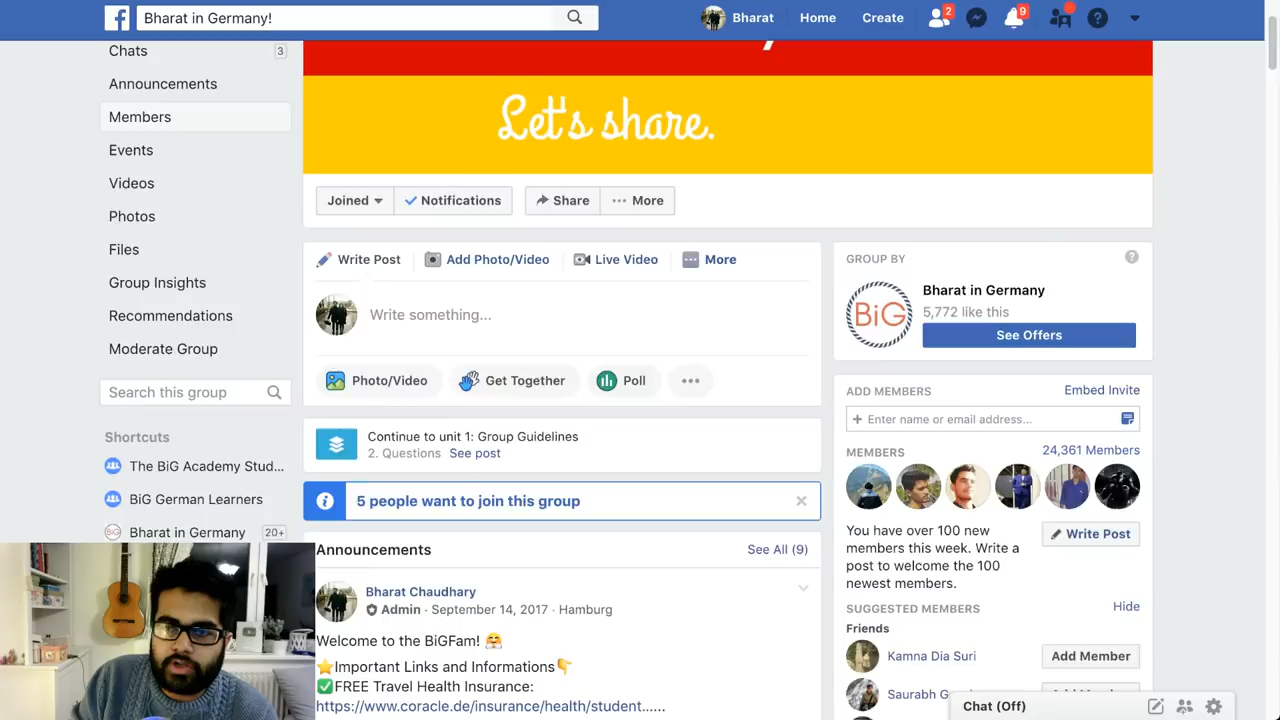 Bharat in Germany!
Bharat
Home
Create
2
9
Chats
3
Announcements
Members
Events
Videos
Photos
Files
Group Insights
Recommendations
Moderate Group
Search this group
Shortcuts
The BiG Academy Stud...
BiG German Learners
Bharat in Germany
20+
Let's share.
Joined
Notifications
Share
More
Write Post
Add Photo/Video
Live Video
More
Write something...
Photo/Video
Get Together
Poll
Continue to unit 1: Group Guidelines
2. Questions See post
5 people want to join this group
Announcements
See All (9)
Bharat Chaudhary
Admin · September 14, 2017 · Hamburg
Welcome to the BiGFam! 🤗
⭐Important Links and Informations👇
✅FREE Travel Health Insurance:
https://www.coracle.de/insurance/health/student......
GROUP BY
BiG
Bharat in Germany
5,772 like this
See Offers
ADD MEMBERS
Embed Invite
+ Enter name or email address...
MEMBERS
24,361 Members
You have over 100 new
members this week. Write a
post to welcome the 100
newest members.
Write Post
SUGGESTED MEMBERS
Hide
Friends
Kamna Dia Suri
Add Member
Saurabh
Chat (Off)